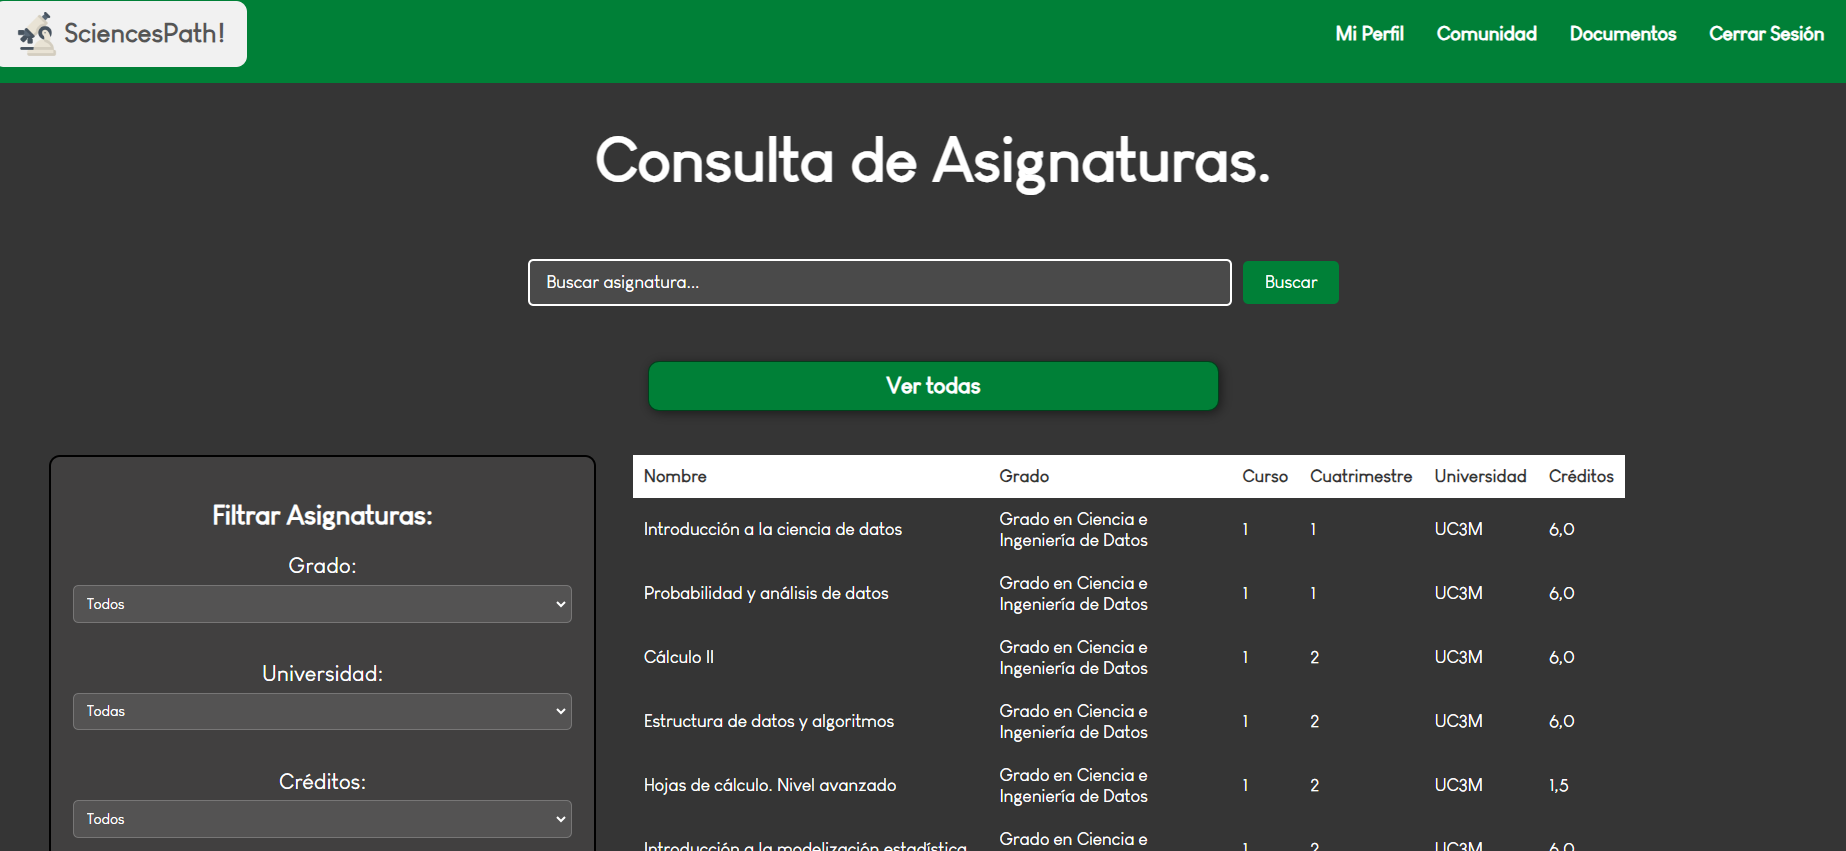 SciencesPath!
Mi Perfil Comunidad Documentos Cerrar Sesión
Consulta de Asignaturas.
Buscar asignatura... Buscar
Ver todas
Filtrar Asignaturas:
Grado:
Todos
Universidad:
Todas
Créditos:
Todos
Nombre Grado Curso Cuatrimestre Universidad Créditos
Introducción a la ciencia de datos Grado en Ciencia e Ingeniería de Datos 1 1 UC3M 6,0
Probabilidad y análisis de datos Grado en Ciencia e Ingeniería de Datos 1 1 UC3M 6,0
Cálculo II Grado en Ciencia e Ingeniería de Datos 1 2 UC3M 6,0
Estructura de datos y algoritmos Grado en Ciencia e Ingeniería de Datos 1 2 UC3M 6,0
Hojas de cálculo. Nivel avanzado Grado en Ciencia e Ingeniería de Datos 1 2 UC3M 1,5
Introducción a la modelización estadística Grado en Ciencia e 1 2 UC3M 6,0